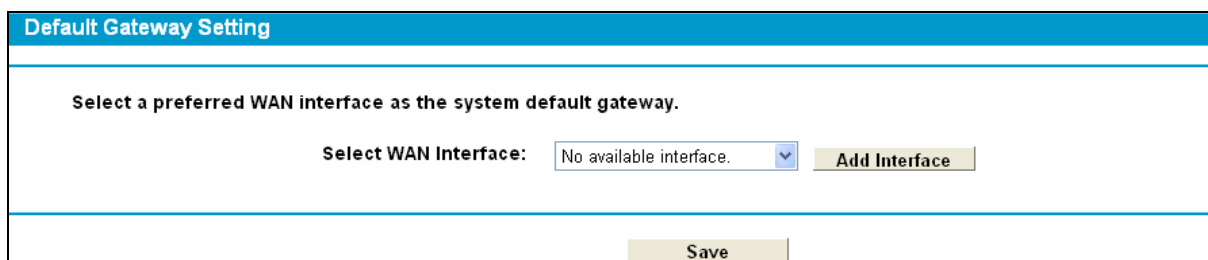 Default Gateway Setting
Select a preferred WAN interface as the system default gateway.
Select WAN Interface: No available interface. Add Interface
Save